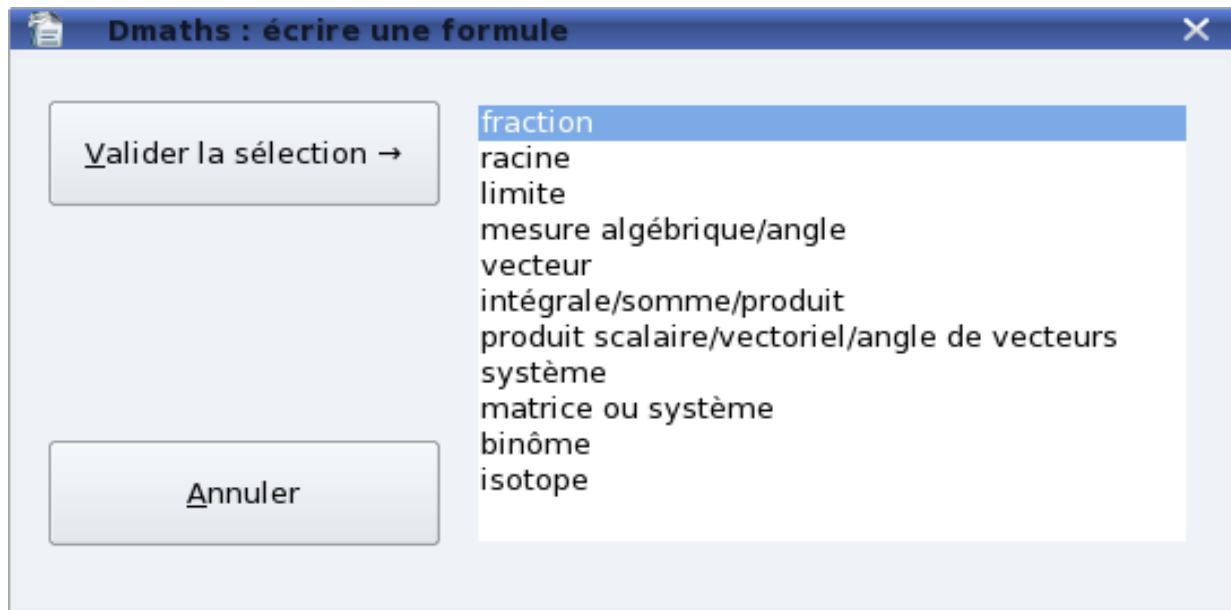 Dmaths : écrire une formule
Valider la sélection →
fraction
racine
limite
mesure algébrique/angle
vecteur
intégrale/somme/produit
produit scalaire/vectoriel/angle de vecteurs
système
matrice ou système
binôme
isotope
Annuler